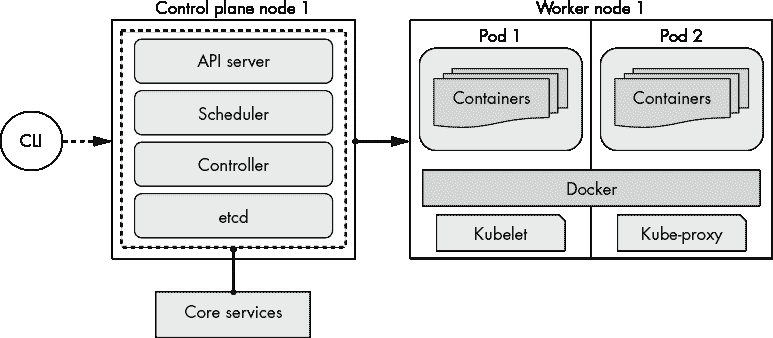 Control plane node 1
Worker node 1
Pod 1
Pod 2
API server
Scheduler
Controller
etcd
CLI
Containers
Containers
Docker
Kubelet
Kube-proxy
Core services